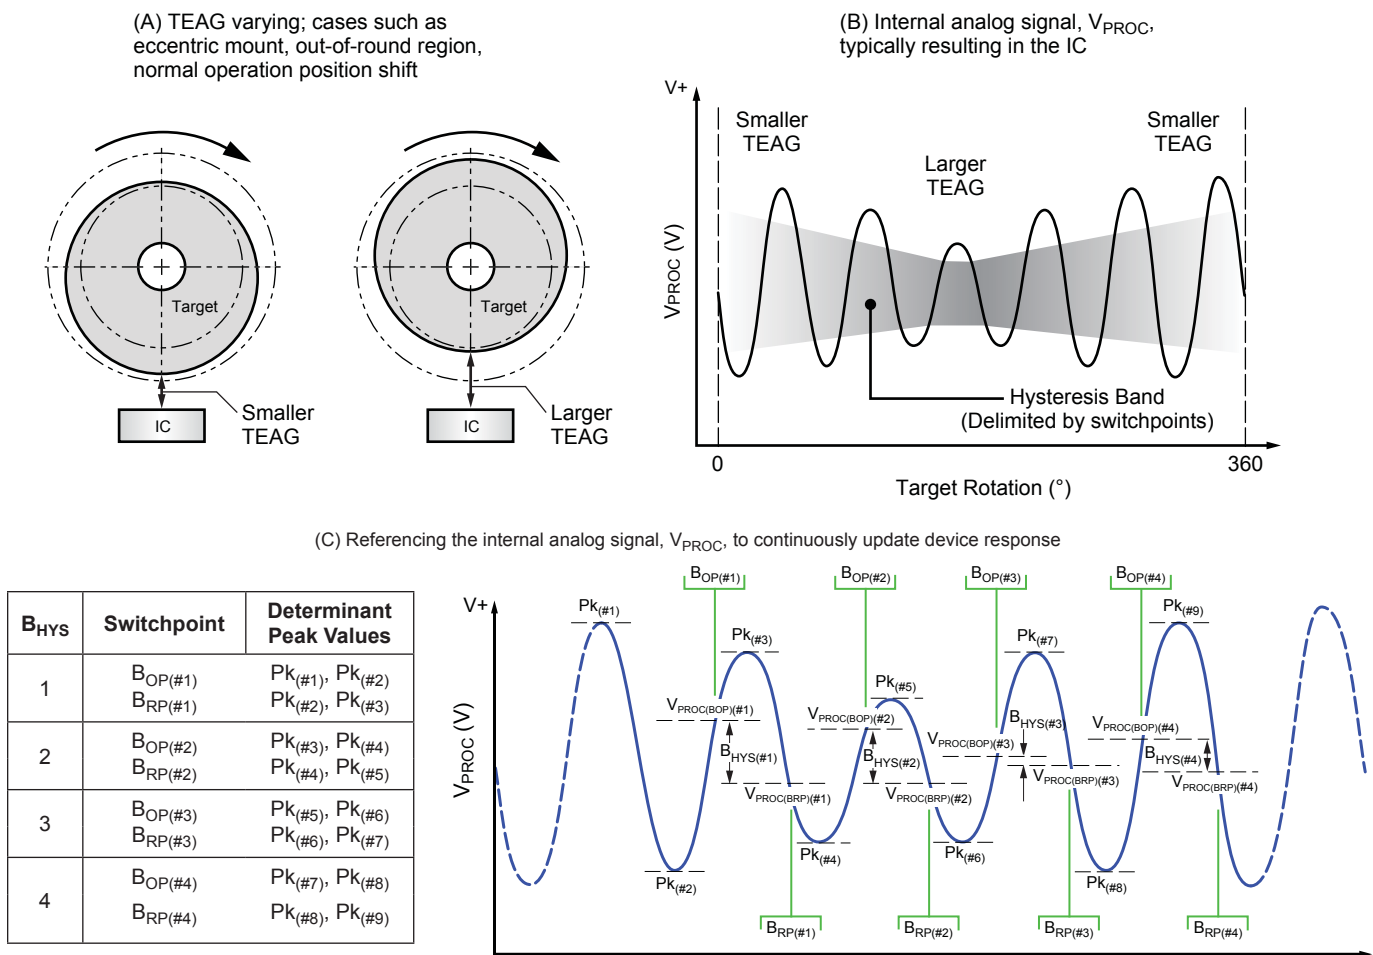 (A) TEAG varying; cases such as
eccentric mount, out-of-round region,
normal operation position shift
Target
IC
Smaller
TEAG
Target
IC
Larger
TEAG
(B) Internal analog signal, VPROC,
typically resulting in the IC
V+
VPROC (V)
Smaller
TEAG
Larger
TEAG
Smaller
TEAG
Hysteresis Band
(Delimited by switchpoints)
0
360
Target Rotation (°)
(C) Referencing the internal analog signal, VPROC, to continuously update device response
BHYS
Switchpoint
Determinant
Peak Values
1
BOP(#1)
Pk(#1), Pk(#2)
BRP(#1)
Pk(#2), Pk(#3)
2
BOP(#2)
Pk(#3), Pk(#4)
BRP(#2)
Pk(#4), Pk(#5)
3
BOP(#3)
Pk(#5), Pk(#6)
BRP(#3)
Pk(#6), Pk(#7)
4
BOP(#4)
Pk(#7), Pk(#8)
BRP(#4)
Pk(#8), Pk(#9)
V+
VPROC (V)
BOP(#1)
BOP(#2)
BOP(#3)
BOP(#4)
Pk(#1)
Pk(#3)
Pk(#5)
Pk(#7)
Pk(#9)
VPROC(BOP)(#1)
VPROC(BOP)(#2)
VPROC(BOP)(#3)
VPROC(BOP)(#4)
BHYS(#1)
BHYS(#2)
BHYS(#3)
BHYS(#4)
VPROC(BRP)(#1)
VPROC(BRP)(#2)
VPROC(BRP)(#3)
VPROC(BRP)(#4)
Pk(#2)
Pk(#4)
Pk(#6)
Pk(#8)
BRP(#1)
BRP(#2)
BRP(#3)
BRP(#4)